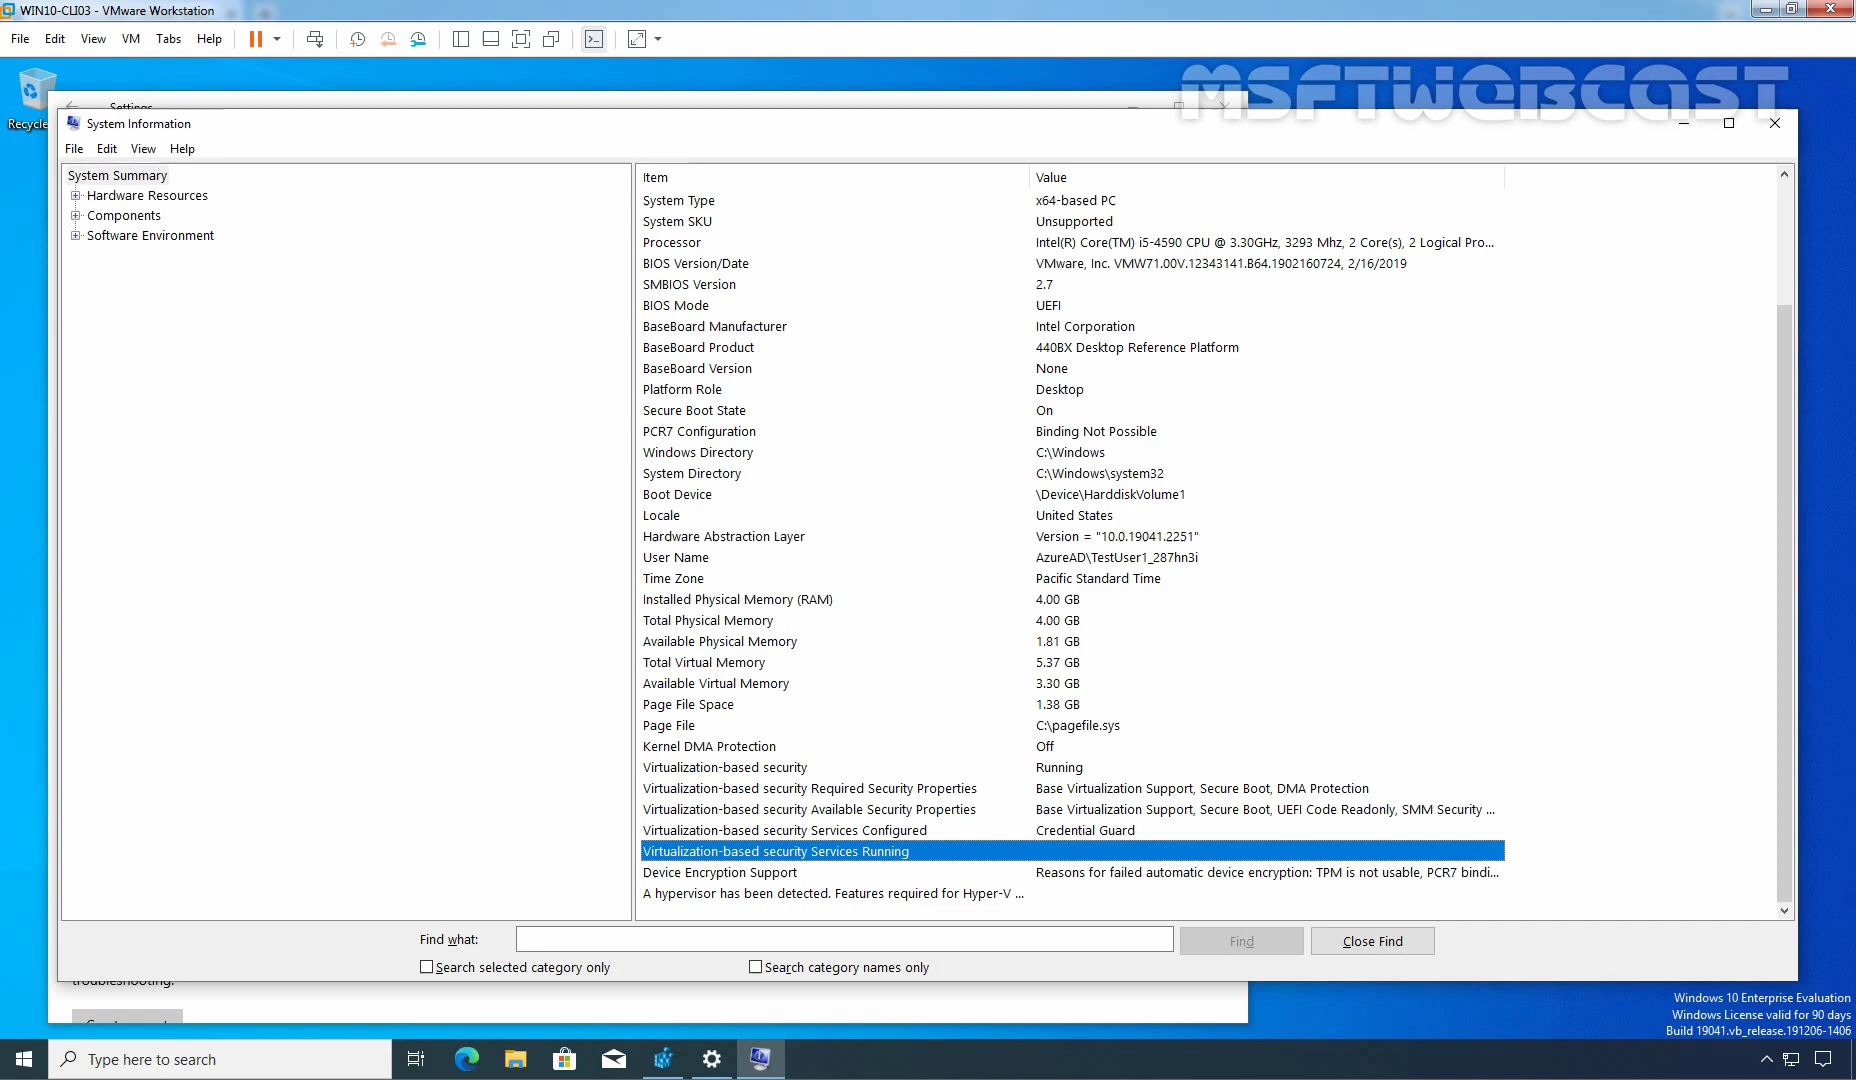 WIN10-CLI03 - VMware Workstation
File Edit View VM Tabs Help
MSFTWEBCAST
Settings
Recycle
System Information
File Edit View Help
System Summary
Hardware Resources
Components
Software Environment
Item Value
System Type x64-based PC
System SKU Unsupported
Processor Intel(R) Core(TM) i5-4590 CPU @ 3.30GHz, 3293 Mhz, 2 Core(s), 2 Logical Pro...
BIOS Version/Date VMware, Inc. VMW71.00V.12343141.B64.1902160724, 2/16/2019
SMBIOS Version 2.7
BIOS Mode UEFI
BaseBoard Manufacturer Intel Corporation
BaseBoard Product 440BX Desktop Reference Platform
BaseBoard Version None
Platform Role Desktop
Secure Boot State On
PCR7 Configuration Binding Not Possible
Windows Directory C:\Windows
System Directory C:\Windows\system32
Boot Device \Device\HarddiskVolume1
Locale United States
Hardware Abstraction Layer Version = "10.0.19041.2251"
User Name AzureAD\TestUser1_287hn3i
Time Zone Pacific Standard Time
Installed Physical Memory (RAM) 4.00 GB
Total Physical Memory 4.00 GB
Available Physical Memory 1.81 GB
Total Virtual Memory 5.37 GB
Available Virtual Memory 3.30 GB
Page File Space 1.38 GB
Page File C:\pagefile.sys
Kernel DMA Protection Off
Virtualization-based security Running
Virtualization-based security Required Security Properties Base Virtualization Support, Secure Boot, DMA Protection
Virtualization-based security Available Security Properties Base Virtualization Support, Secure Boot, UEFI Code Readonly, SMM Security ...
Virtualization-based security Services Configured Credential Guard
Virtualization-based security Services Running
Device Encryption Support Reasons for failed automatic device encryption: TPM is not usable, PCR7 bindi...
A hypervisor has been detected. Features required for Hyper-V ...
Find what: Find Close Find
Search selected category only Search category names only
troubleshooting.
Windows 10 Enterprise Evaluation
Windows License valid for 90 days
Build 19041.vb_release.191206-1406
Type here to search